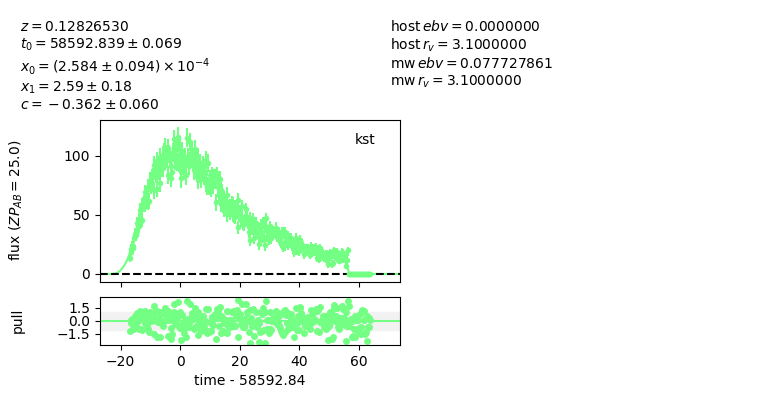 z = 0.12826530
t₀ = 58592.839 ± 0.069
x₀ = (2.584 ± 0.094) × 10⁻⁴
x₁ = 2.59 ± 0.18
c = −0.362 ± 0.060
host ebv = 0.0000000
host r_v = 3.1000000
mw ebv = 0.077727861
mw r_v = 3.1000000
kst
flux (ZP_AB = 25.0)
100
50
0
pull
1.5
0.0
−1.5
−20 0 20 40 60
time - 58592.84